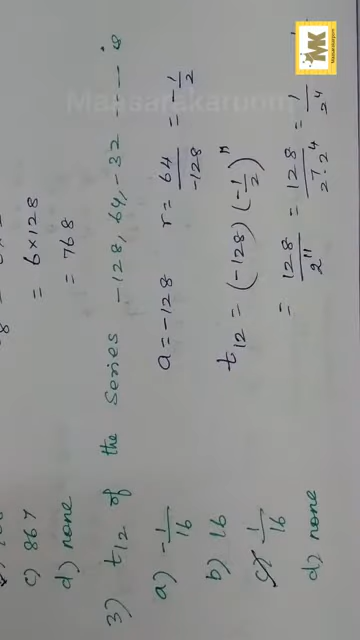 = 6×128
= 768
c) 867
d) none
3) t12 of the Series -128, 64, -32 - - - is
a = -128 r = 64/-128 = -1/2
t12 = (-128) (-1/2)^11
= 128/2^11 = 128/2^7·2^4 = 1/2^4
a) -1/16
b) 16
c) 1/16
d) none
MK